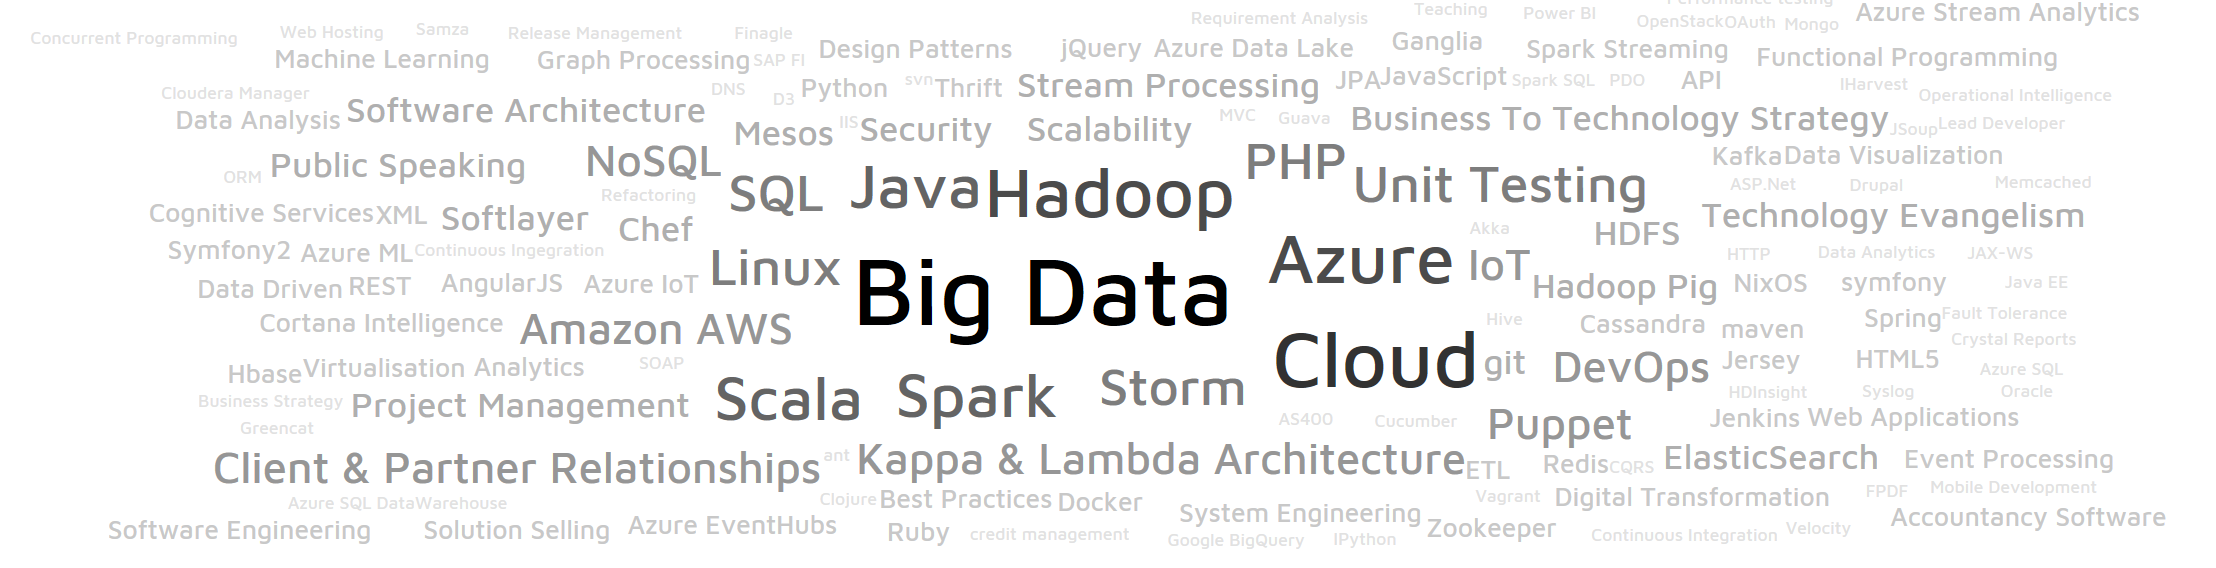 Performance testing
Teaching
Requirement Analysis
Power BI
OpenStack
OAuth
Mongo
Azure Stream Analytics
Concurrent Programming
Web Hosting
Samza
Release Management
Finagle
Design Patterns
jQuery
Azure Data Lake
Ganglia
Spark Streaming
Functional Programming
Machine Learning
Graph Processing
SAP FI
Cloudera Manager
DNS
D3
Python
svn
Thrift
Stream Processing
JPA
JavaScript
Spark SQL
PDO
API
IHarvest
Operational Intelligence
Data Analysis
Software Architecture
Mesos
IIS
Security
Scalability
MVC
Guava
Business To Technology Strategy
JSoup
Lead Developer
ORM
Public Speaking
NoSQL
SQL
Java
Hadoop
PHP
Unit Testing
Kafka
Data Visualization
Refactoring
ASP.Net
Drupal
Memcached
Cognitive Services
XML
Softlayer
Chef
Akka
HDFS
Technology Evangelism
Symfony2
Azure ML
Continuous Ingegration
Linux
Big Data
Azure
IoT
HTTP
Data Analytics
JAX-WS
Data Driven
REST
AngularJS
Azure IoT
Hadoop Pig
NixOS
symfony
Java EE
Cortana Intelligence
Amazon AWS
Hive
Cassandra
maven
Spring
Fault Tolerance
Crystal Reports
Hbase
Virtualisation
Analytics
SOAP
Cloud
git
DevOps
Jersey
HTML5
Azure SQL
Business Strategy
Project Management
Scala
Spark
Storm
HDInsight
Syslog
Oracle
Greencat
AS400
Cucumber
Puppet
Jenkins
Web Applications
Client & Partner Relationships
ant
Kappa & Lambda Architecture
ETL
Redis
CQRS
ElasticSearch
Event Processing
Azure SQL DataWarehouse
Clojure
Best Practices
Docker
Vagrant
Digital Transformation
FPDF
Mobile Development
Software Engineering
Solution Selling
Azure EventHubs
Ruby
credit management
System Engineering
Google BigQuery
IPython
Zookeeper
Continuous Integration
Velocity
Accountancy Software